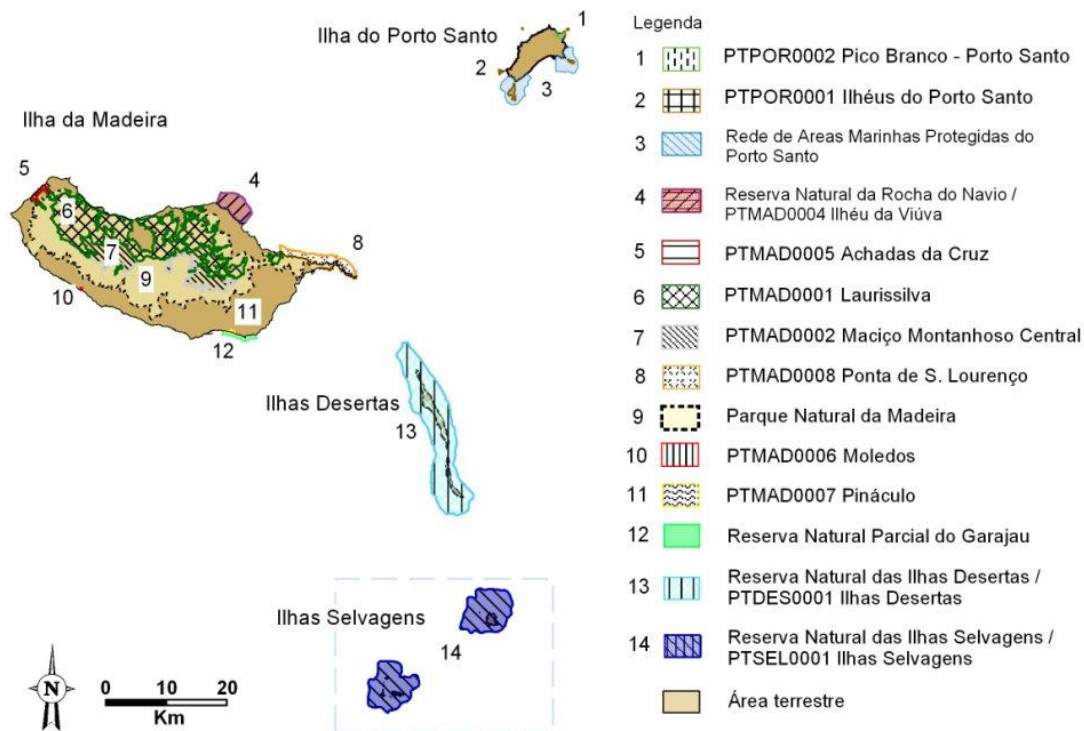 Ilha do Porto Santo
1
2
3
Ilha da Madeira
5
4
6
7
8
9
10
11
12
Ilhas Desertas
13
Ilhas Selvagens
14
N
0 10 20
Km
Legenda
1 PTPOR0002 Pico Branco - Porto Santo
2 PTPOR0001 Ilhéus do Porto Santo
3 Rede de Areas Marinhas Protegidas do
Porto Santo
4 Reserva Natural da Rocha do Navio /
PTMAD0004 Ilhéu da Viúva
5 PTMAD0005 Achadas da Cruz
6 PTMAD0001 Laurissilva
7 PTMAD0002 Maciço Montanhoso Central
8 PTMAD0008 Ponta de S. Lourenço
9 Parque Natural da Madeira
10 PTMAD0006 Moledos
11 PTMAD0007 Pináculo
12 Reserva Natural Parcial do Garajau
13 Reserva Natural das Ilhas Desertas /
PTDES0001 Ilhas Desertas
14 Reserva Natural das Ilhas Selvagens /
PTSEL0001 Ilhas Selvagens
Área terrestre